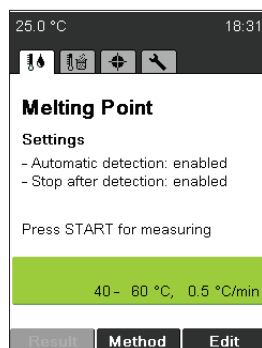 25.0 °C 18:31
Melting Point
Settings
- Automatic detection: enabled
- Stop after detection: enabled
Press START for measuring
40 - 60 °C, 0.5 °C/min
Result Method Edit